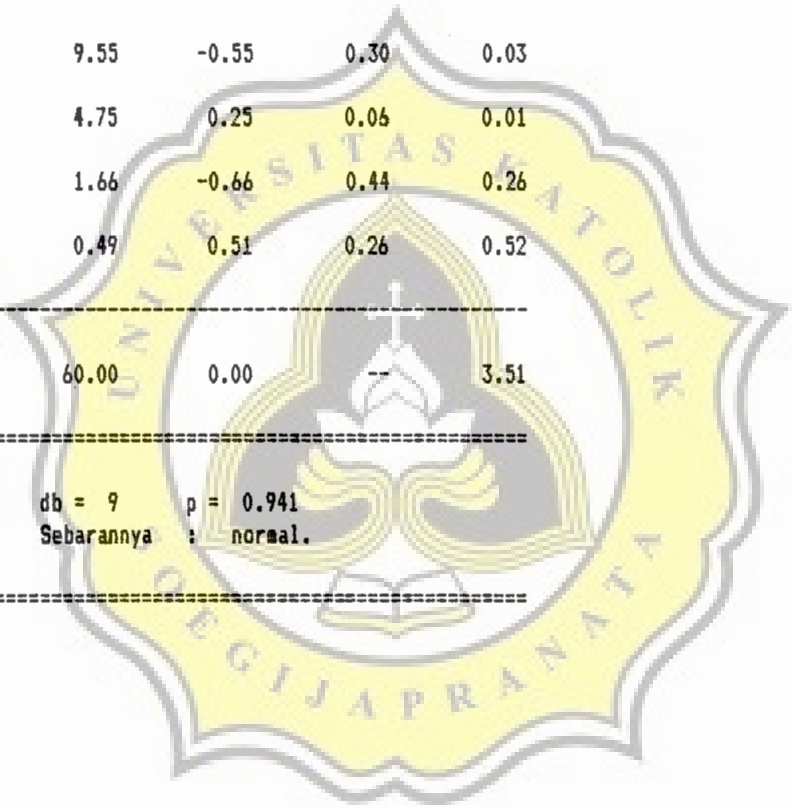 9.55 -0.55 0.30 0.03
4.75 0.25 0.06 0.01
1.66 -0.66 0.44 0.26
0.49 0.51 0.26 0.52
60.00 0.00 -- 3.51
db = 9 p = 0.941
Sebarannya : normal.
UNIVERSITAS KATOLIK
SOEGIJAPRANATA